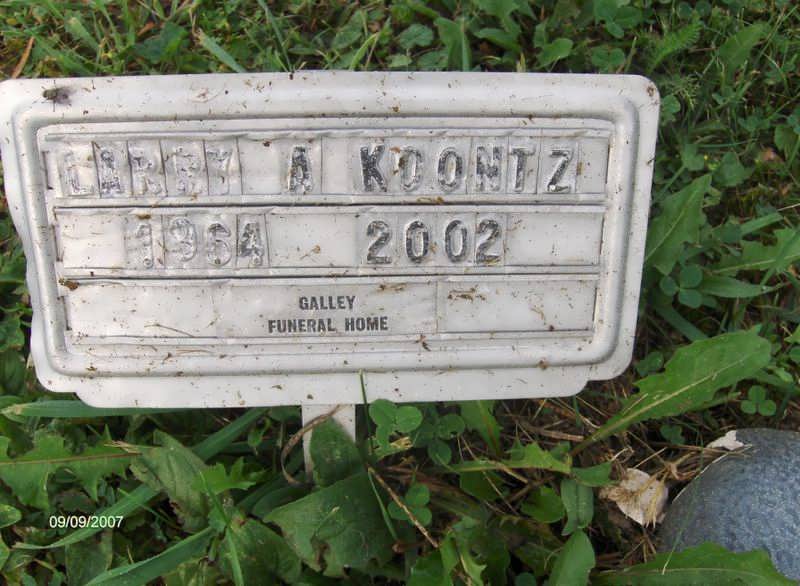 LARRY A KOONTZ
1964 2002
GALLEY
FUNERAL HOME
09/09/2007